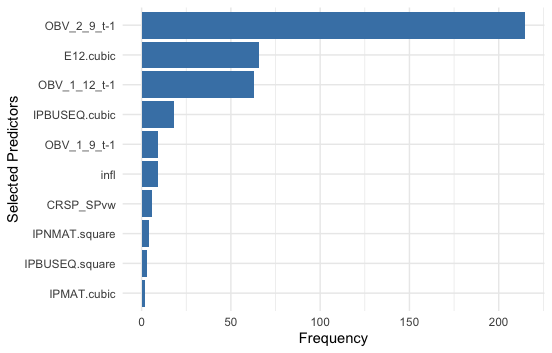 Selected Predictors
OBV_2_9_t-1
E12.cubic
OBV_1_12_t-1
IPBUSEQ.cubic
OBV_1_9_t-1
infl
CRSP_SPvw
IPNMAT.square
IPBUSEQ.square
IPMAT.cubic
0 50 100 150 200
Frequency